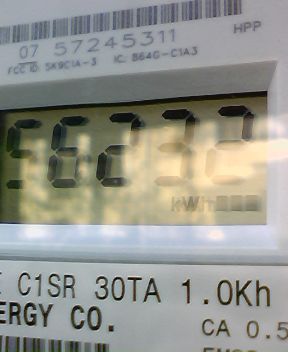 07 57245311 HPP
FCC ID: SK9C1A-3 IC: 864G-C1A3
56232
kWh
C1SR 30TA 1.0Kh
ERGY CO.
CA 0.5